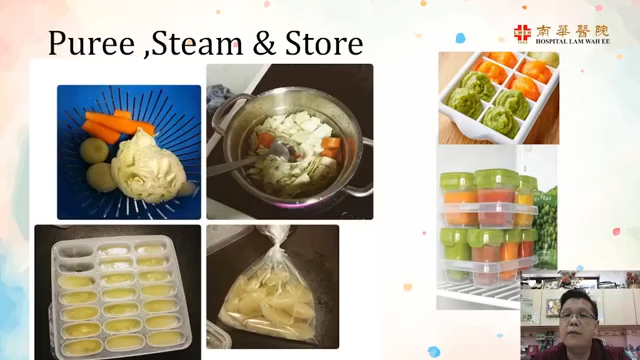 Puree ,Steam & Store
南華醫院
HOSPITAL LAM WAH EE